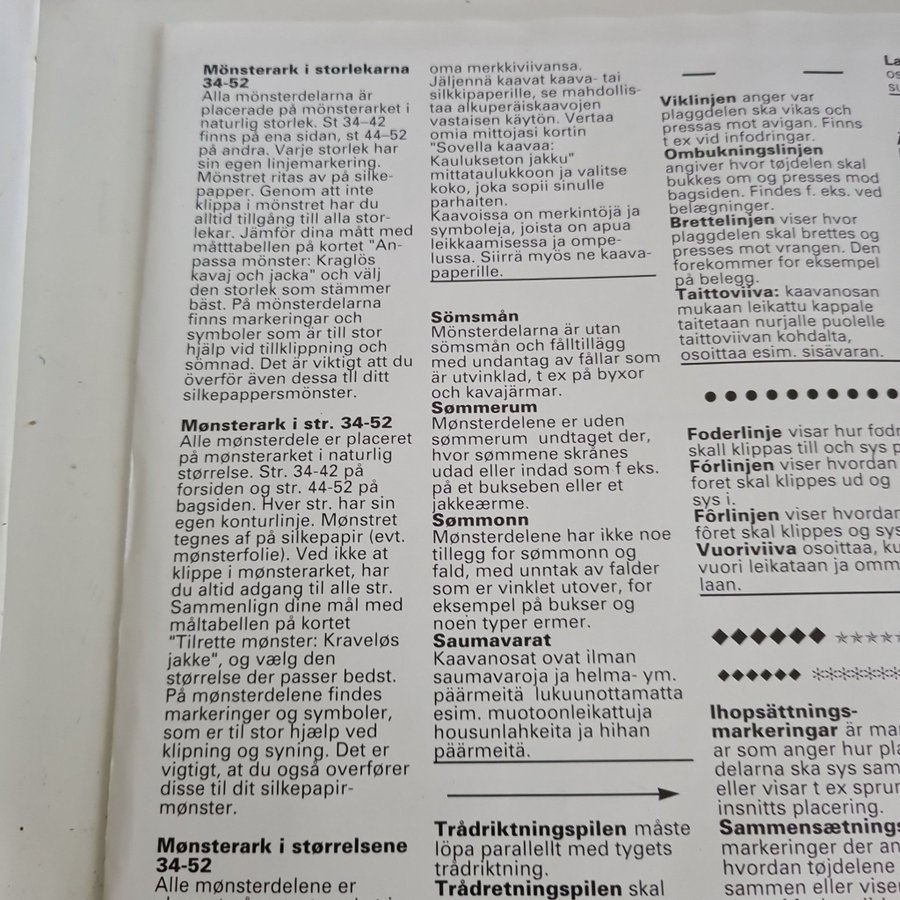 Mönsterark i storlekarna
34-52
Alla mönsterdelarna är
placerade på mönsterarket i
naturlig storlek. St 34–42
finns på ena sidan, st 44–52
på andra. Varje storlek har
sin egen linjemarkering.
Mönstret ritas av på silke-
papper. Genom att inte
klippa i mönstret har du
alltid tillgång till alla stor-
lekar. Jämför dina mått med
måtttabellen på kortet "An-
passa mönster: Kraglös
kavaj och jacka" och välj
den storlek som stämmer
bäst. På mönsterdelarna
finns markeringar och
symboler som är till stor
hjälp vid tillklippning och
sömnad. Det är viktigt att du
överför även dessa tll ditt
silkepappersmönster.
Mønsterark i str. 34-52
Alle mønsterdele er placeret
på mønsterarket i naturlig
størrelse. Str. 34-42 på
forsiden og str. 44-52 på
bagsiden. Hver str. har sin
egen konturlinje. Mønstret
tegnes af på silkepapir (evt.
mønsterfolie). Ved ikke at
klippe i mønsterarket, har
du altid adgang til alle str.
Sammenlign dine mål med
måltabellen på kortet
"Tilrette mønster: Kraveløs
jakke", og vælg den
størrelse der passer bedst.
På mønsterdelene findes
markeringer og symboler,
som er til stor hjælp ved
klipning og syning. Det er
vigtigt, at du også overfører
disse til dit silkepapir-
mønster.
Mønsterark i størrelsene
34-52
Alle mønsterdelene er
oma merkkiviivansa.
Jäljennä kaavat kaava- tai
silkkipaperille, se mahdollis-
taa alkuperäiskaavojen
vastaisen käytön. Vertaa
omia mittojasi kortin
"Sovella kaavaa:
Kaulukseton jakku"
mittataulukkoon ja valitse
koko, joka sopii sinulle
parhaiten.
Kaavoissa on merkintöjä ja
symboleja, joista on apua
leikkaamisessa ja ompe-
lussa. Siirrä myös ne kaava-
paperille.
Sömsmån
Mönsterdelarna är utan
sömsmån och fålltillägg
med undantag av fållar som
är utvinklad, t ex på byxor
och kavajärmar.
Sømmerum
Mønsterdelene er uden
sømmerum undtaget der,
hvor sømmene skrånes
udad eller indad som f eks.
på et bukseben eller et
jakkeærme.
Sømmonn
Mønsterdelene har ikke noe
tillegg for sømmonn og
fald, med unntak av falder
som er vinklet utover, for
eksempel på bukser og
noen typer ermer.
Saumavarat
Kaavanosat ovat ilman
saumavaroja ja helma- ym.
päärmeitä lukuunottamatta
esim. muotoonleikattuja
housunlahkeita ja hihan
päärmeitä.
Trådriktningspilen måste
löpa parallellt med tygets
trådriktning.
Trådretningspilen skal
Viklinjen anger var
plaggdelen ska vikas och
pressas mot avigan. Finns
t ex vid infodringar.
Ombukningslinjen
angiver hvor tøjdelen skal
bukkes om og presses mod
bagsiden. Findes f. eks. ved
belægninger.
Brettelinjen viser hvor
plaggdelen skal brettes og
presses mot vrangen. Den
forekommer for eksempel
på belegg.
Taittoviiva: kaavanosan
mukaan leikattu kappale
taitetaan nurjalle puolelle
taittoviivan kohdalta,
osoittaa esim. sisävaran.
Foderlinje visar hur fodr
skall klippas till och sys p
Fórlinjen viser hvordan
foret skal klippes ud og
sys i.
Fôrlinjen viser hvordan
fôret skal klippes og sys
Vuoriviiva osoittaa, ku
vuori leikataan ja omm
laan.
Ihopsättnings-
markeringar är mar
ar som anger hur pla
delarna ska sys sam
eller visar t ex sprun
insnitts placering.
Sammensætnings
markeringer der an
hvordan tøjdelene
sammen eller viser
La
os